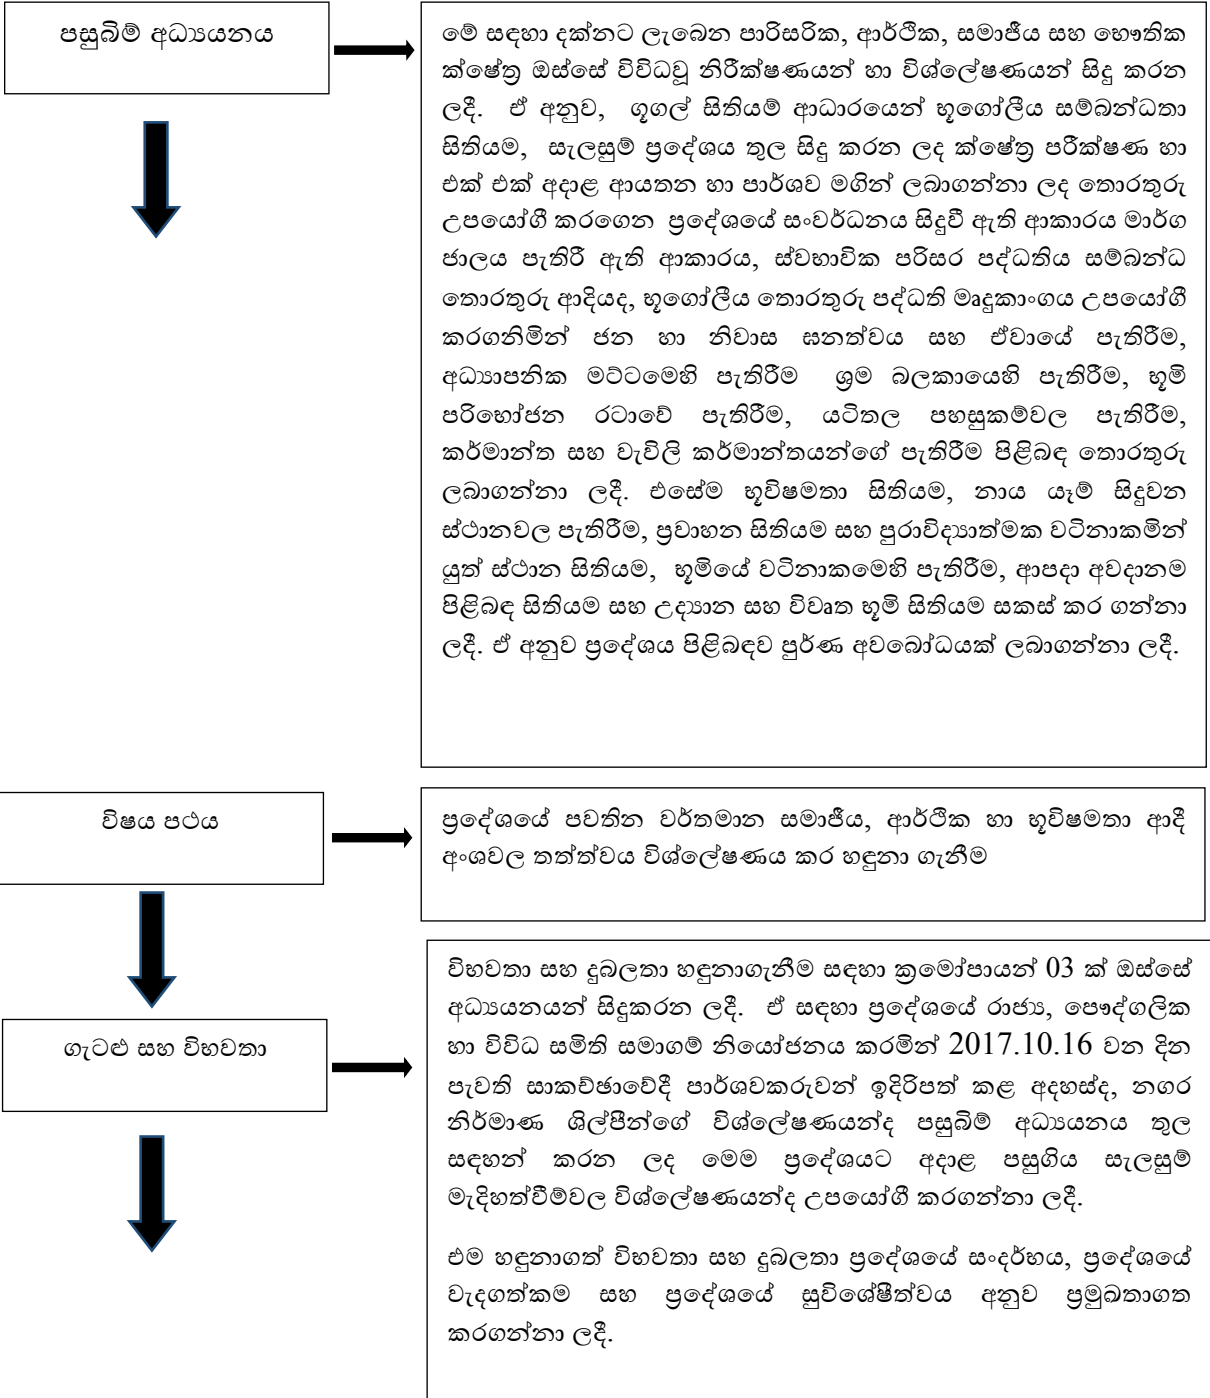 පසුබිම් අධ්‍යයනය
මේ සඳහා දක්නට ලැබෙන පාරිසරික, ආර්ථික, සමාජීය සහ භෞතික
ක්ෂේත්‍ර ඔස්සේ විවිධවූ නිරීක්ෂණයන් හා විශ්ලේෂණයන් සිදු කරන
ලදී. ඒ අනුව, ගූගල් සිතියම් ආධාරයෙන් භූගෝලීය සම්බන්ධතා
සිතියම, සැලසුම් ප්‍රදේශය තුල සිදු කරන ලද ක්ෂේත්‍ර පරීක්ෂණ හා
එක් එක් අදාළ ආයතන හා පාර්ශව මගින් ලබාගන්නා ලද තොරතුරු
උපයෝගී කරගෙන ප්‍රදේශයේ සංවර්ධනය සිදුවී ඇති ආකාරය මාර්ග
ජාලය පැතිරී ඇති ආකාරය, ස්වභාවික පරිසර පද්ධතිය සම්බන්ධ
තොරතුරු ආදියද, භූගෝලීය තොරතුරු පද්ධති මෘදුකාංගය උපයෝගී
කරගනිමින් ජන හා නිවාස ඝනත්වය සහ ඒවායේ පැතිරීම,
අධ්‍යාපනික මට්ටමෙහි පැතිරීම ශ්‍රම බලකායෙහි පැතිරීම, භූමි
පරිභෝජන රටාවේ පැතිරීම, යටිතල පහසුකම්වල පැතිරීම,
කර්මාන්ත සහ වැවිලි කර්මාන්තයන්ගේ පැතිරීම පිළිබඳ තොරතුරු
ලබාගන්නා ලදී. එසේම භූවිෂමතා සිතියම, නාය යෑම් සිදුවන
ස්ථානවල පැතිරීම, ප්‍රවාහන සිතියම සහ පුරාවිද්‍යාත්මක වටිනාකමින්
යුත් ස්ථාන සිතියම, භූමියේ වටිනාකමෙහි පැතිරීම, ආපදා අවදානම
පිළිබඳ සිතියම සහ උද්‍යාන සහ විවෘත භූමි සිතියම සකස් කර ගන්නා
ලදී. ඒ අනුව ප්‍රදේශය පිළිබඳව පුර්ණ අවබෝධයක් ලබාගන්නා ලදී.
විෂය පථය
ප්‍රදේශයේ පවතින වර්තමාන සමාජීය, ආර්ථික හා භූවිෂමතා ආදී
අංශවල තත්ත්වය විශ්ලේෂණය කර හඳුනා ගැනීම
ගැටළු සහ විභවතා
විභවතා සහ දුබලතා හඳුනාගැනීම සඳහා ක්‍රමෝපායන් 03 ක් ඔස්සේ
අධ්‍යයනයන් සිදුකරන ලදී. ඒ සඳහා ප්‍රදේශයේ රාජ්‍ය, පෞද්ගලික
හා විවිධ සමිති සමාගම් නියෝජනය කරමින් 2017.10.16 වන දින
පැවති සාකච්ඡාවේදී පාර්ශවකරුවන් ඉදිරිපත් කළ අදහස්ද, නගර
නිර්මාණ ශිල්පීන්ගේ විශ්ලේෂණයන්ද පසුබිම් අධ්‍යයනය තුල
සඳහන් කරන ලද මෙම ප්‍රදේශයට අදාළ පසුගිය සැලසුම්
මැදිහත්වීම්වල විශ්ලේෂණයන්ද උපයෝගී කරගන්නා ලදී.
එම හඳුනාගත් විභවතා සහ දුබලතා ප්‍රදේශයේ සංදර්භය, ප්‍රදේශයේ
වැදගත්කම සහ ප්‍රදේශයේ සුවිශේෂීත්වය අනුව ප්‍රමුඛතාගත
කරගන්නා ලදී.